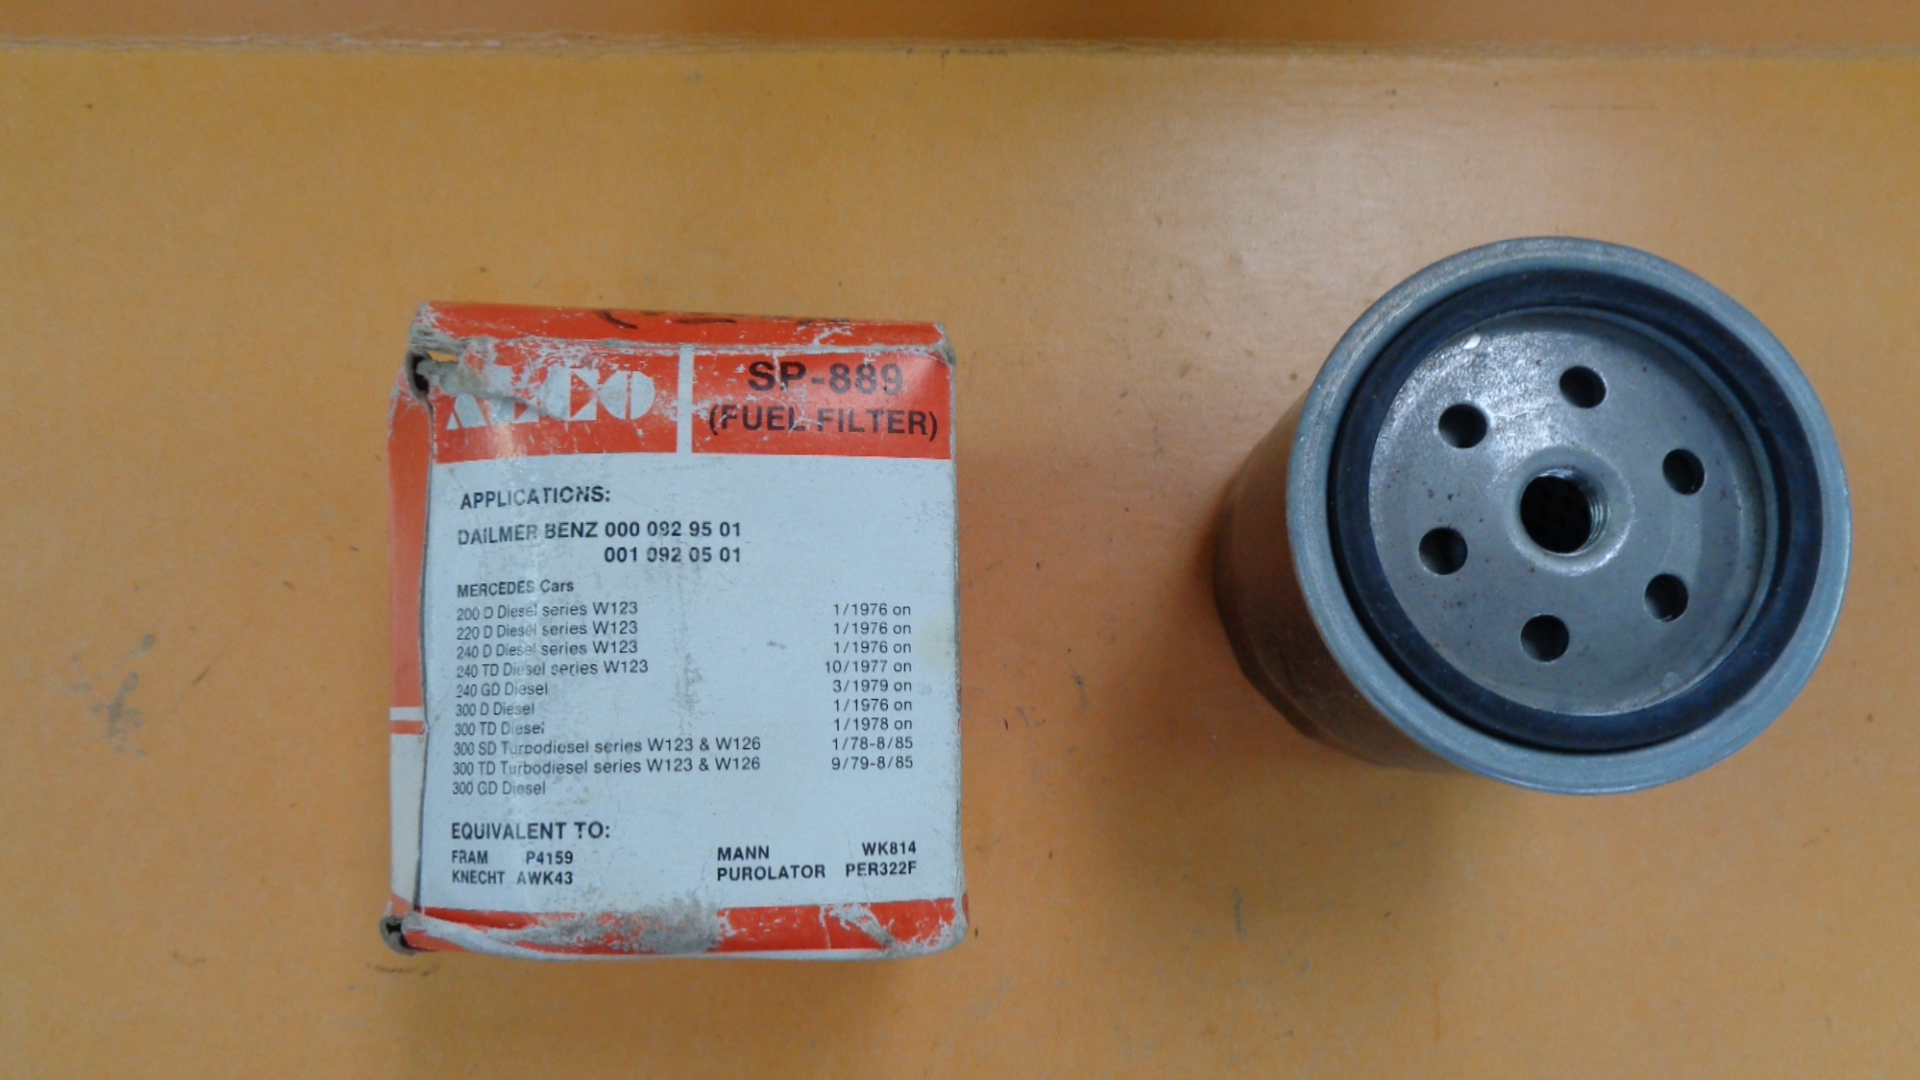 ALCO
SP-889
(FUEL FILTER)
APPLICATIONS:
DAILMER BENZ 000 092 95 01
001 092 05 01
MERCEDES Cars
200 D Diesel series W123 1/1976 on
220 D Diesel series W123 1/1976 on
240 D Diesel series W123 1/1976 on
240 TD Diesel series W123 10/1977 on
240 GD Diesel 3/1979 on
300 D Diesel 1/1976 on
300 TD Diesel 1/1978 on
300 SD Turbodiesel series W123 & W126 1/78-8/85
300 TD Turbodiesel series W123 & W126 9/79-8/85
300 GD Diesel
EQUIVALENT TO:
FRAM P4159 MANN WK814
KNECHT AWK43 PUROLATOR PER322F